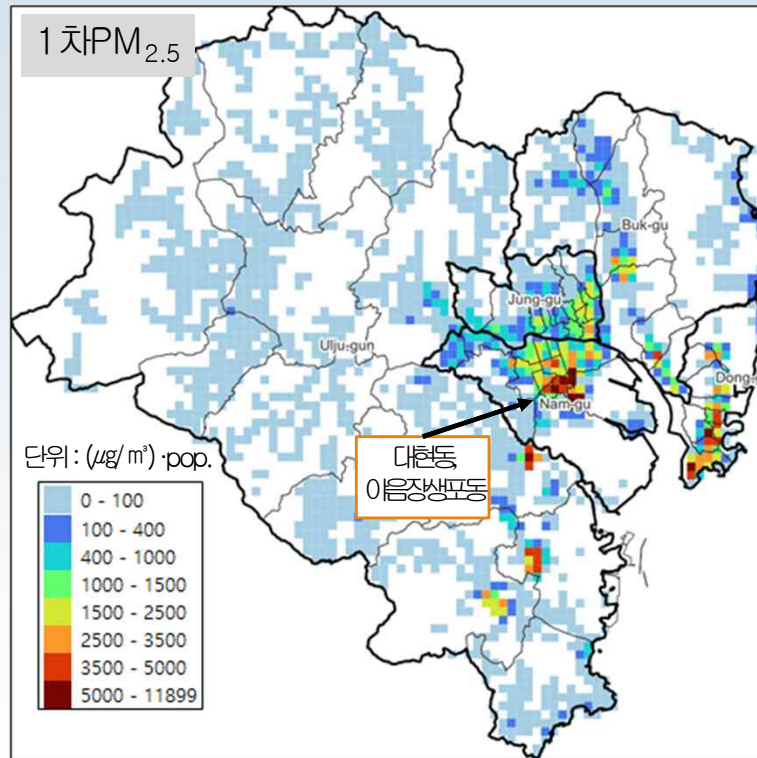 1차PM2.5
Buk-gu
Jung-gu
Ulju-gun
Dong-
Nam-gu
대현동,
야음장생포동
단위 : (㎍/㎥)·pop.
0 - 100
100 - 400
400 - 1000
1000 - 1500
1500 - 2500
2500 - 3500
3500 - 5000
5000 - 11899